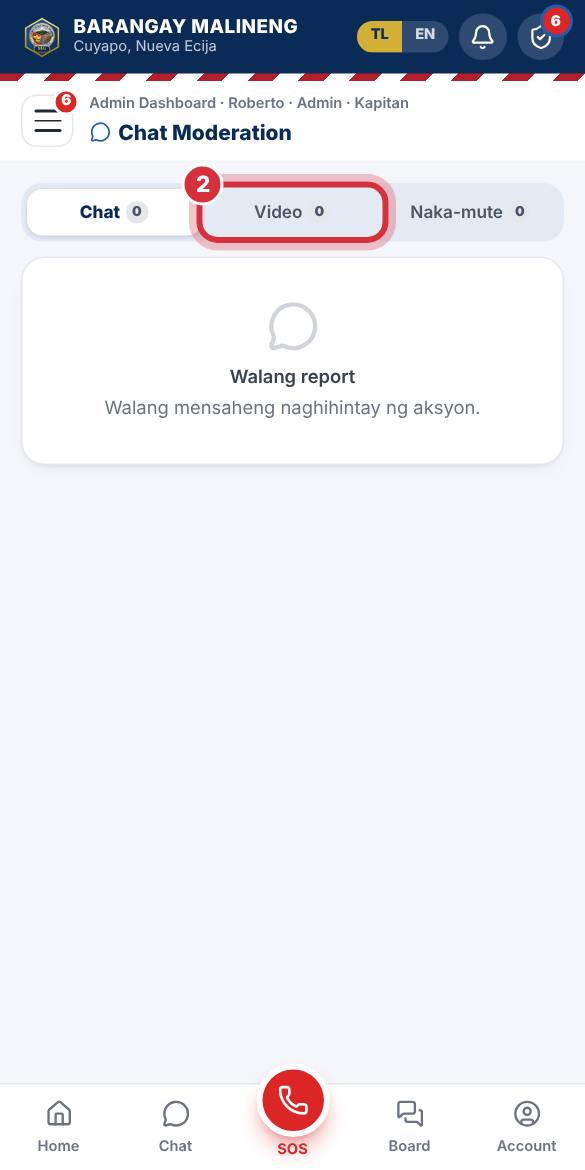 BARANGAY MALINENG
Cuyapo, Nueva Ecija
TL EN
6
6
Admin Dashboard · Roberto · Admin · Kapitan
Chat Moderation
2
Chat 0 Video 0 Naka-mute 0
Walang report
Walang mensaheng naghihintay ng aksyon.
Home Chat SOS Board Account